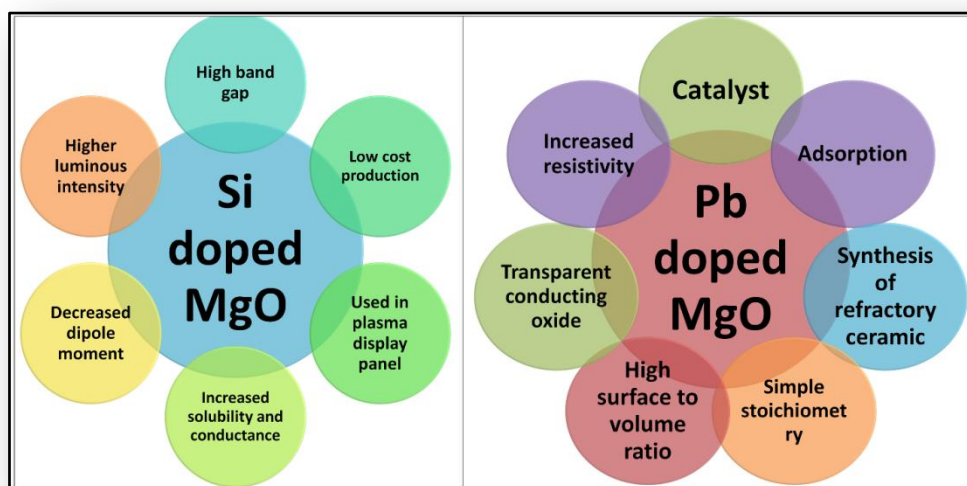 High band
gap
Higher
luminous
intensity
Low cost
production
Si
doped
MgO
Decreased
dipole
moment
Used in
plasma
display
panel
Increased
solubility and
conductance
Catalyst
Increased
resistivity
Adsorption
Pb
doped
MgO
Transparent
conducting
oxide
Synthesis
of
refractory
ceramic
High
surface to
volume
ratio
Simple
stoichiomet
ry